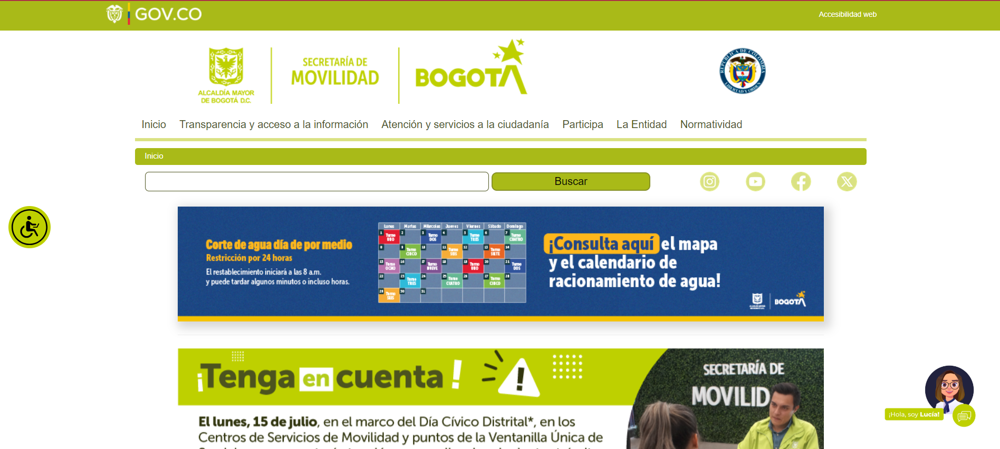 GOV.CO
Accesibilidad web
ALCALDÍA MAYOR
DE BOGOTÁ D.C.
SECRETARÍA DE
MOVILIDAD
BOGOTÁ
REPUBLICA DE COLOMBIA
LIBERTAD Y ORDEN
Inicio Transparencia y acceso a la información Atención y servicios a la ciudadanía Participa La Entidad Normatividad
Inicio
Buscar
Corte de agua día de por medio
Restricción por 24 horas
El restablecimiento iniciará a las 8 a.m.
y puede tardar algunos minutos o incluso horas.
Lunes Martes Miercoles Jueves Viernes Sábado Domingo
1 Turno UNO 2 3 Turno DOS 4 5 Turno TRES 6 7 Turno CUATRO
8 9 Turno CINCO 10 11 Turno SEIS 12 13 Turno SIETE 14
15 Turno OCHO 16 17 Turno NUEVE 18 19 Turno UNO 20 21 Turno DOS
22 23 Turno TRES 24 25 Turno CUATRO 26 27 Turno CINCO 28
29 Turno SEIS 30 31
¡Consulta aquí el mapa
y el calendario de
racionamiento de agua!
BOGOTÁ
¡Tenga en cuenta!
SECRETARÍA DE
MOVILID
El lunes, 15 de julio, en el marco del Día Cívico Distrital*, en los
Centros de Servicios de Movilidad y puntos de la Ventanilla Única de
¡Hola, soy Lucía!